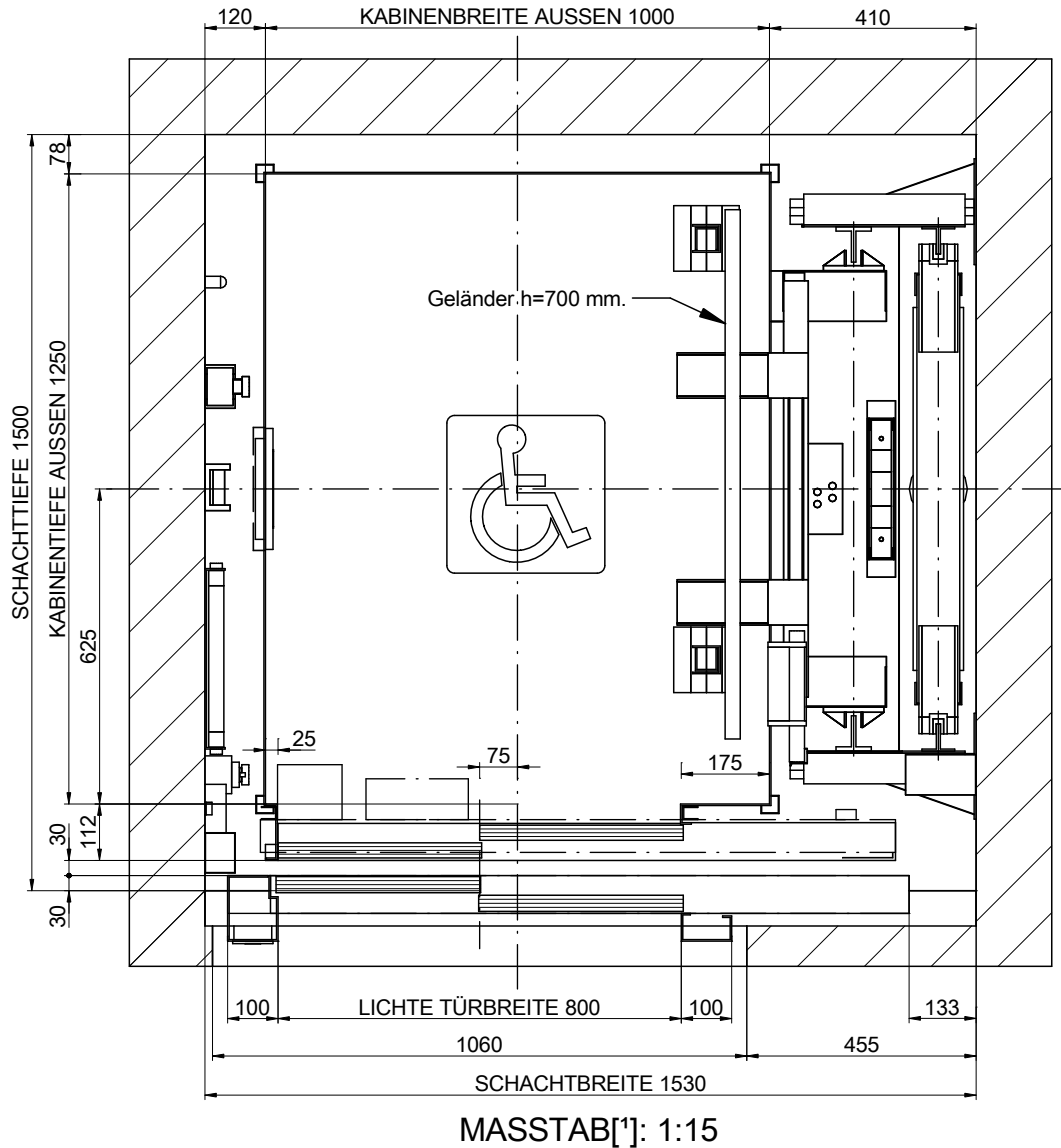 120
KABINENBREITE AUSSEN 1000
410
78
SCHACHTTIEFE 1500
KABINENTIEFE AUSSEN 1250
Geländer h=700 mm.
625
25
75
175
30
112
30
100
LICHTE TÜRBREITE 800
100
133
1060
455
SCHACHTBREITE 1530
MASSTAB[¹]: 1:15